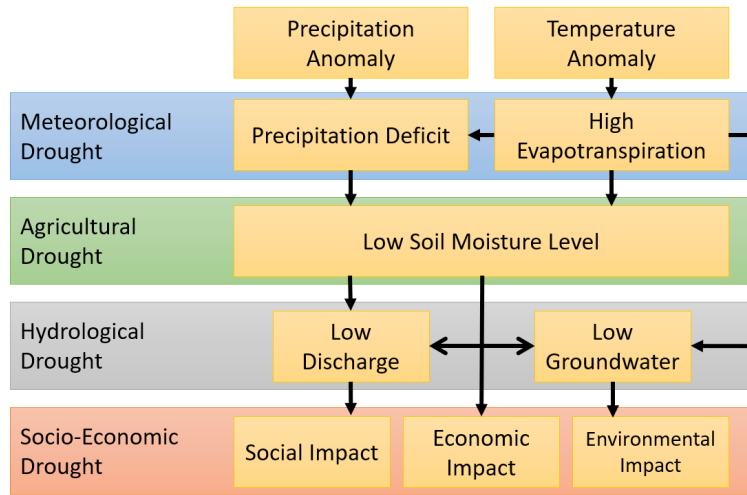 Precipitation
Anomaly
Temperature
Anomaly
Meteorological
Drought
Precipitation Deficit
High
Evapotranspiration
Agricultural
Drought
Low Soil Moisture Level
Hydrological
Drought
Low
Discharge
Low
Groundwater
Socio-Economic
Drought
Social Impact
Economic
Impact
Environmental
Impact